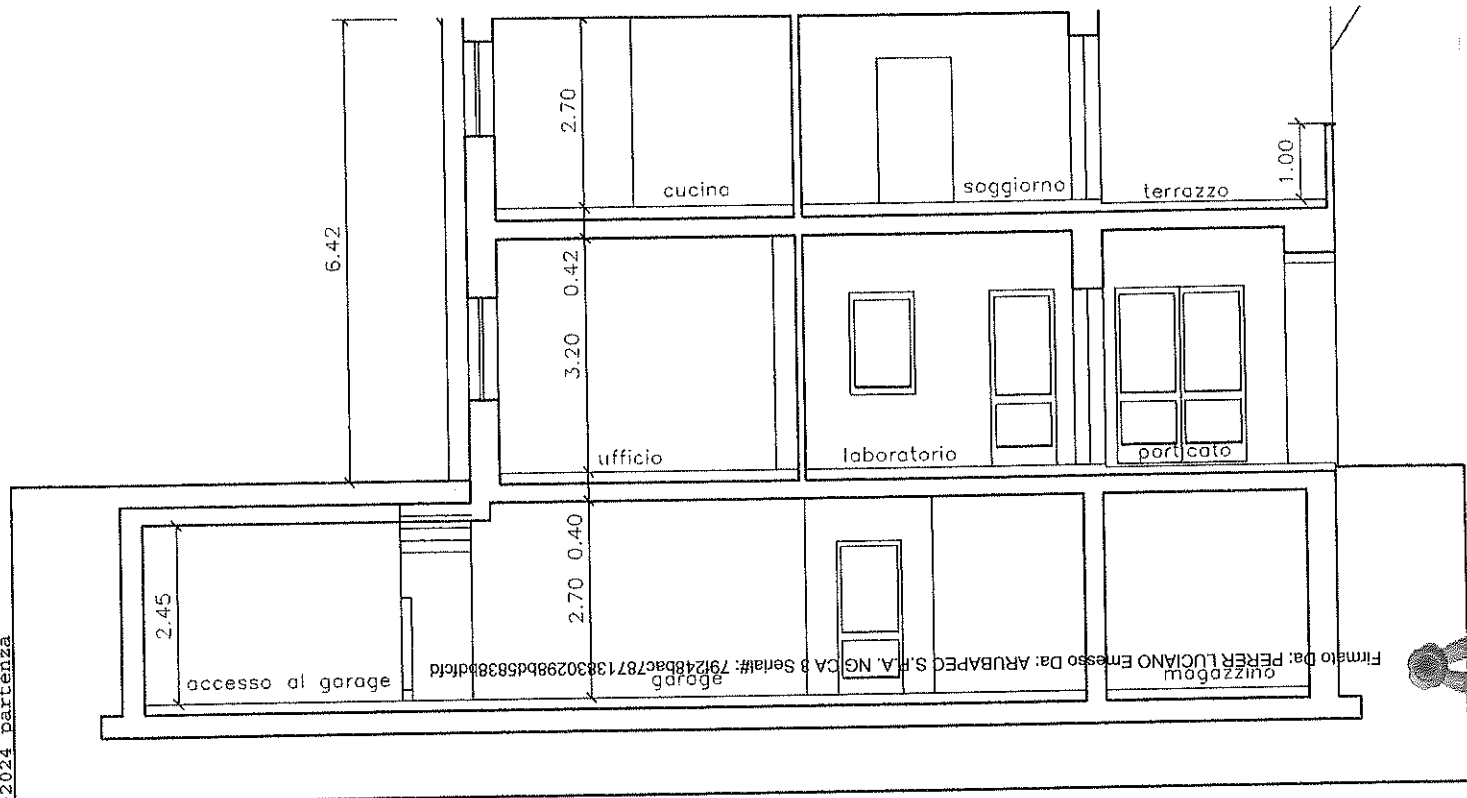 2.70
cucina
soggiorno
terrazzo
1.00
6.42
0.42
3.20
ufficio
laboratorio
porticato
2.45
0.40
2.70
accesso al garage
garage
magazzino
Firmato Da: PERER LUCIANO Emesso Da: ARUBAPEC S.P.A. NG CA 3 Serial#:
2024 partenza